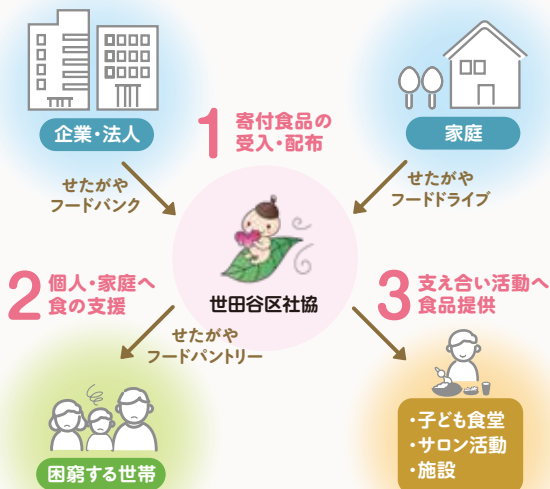 企業・法人
家庭
1 寄付食品の
受入・配布
せたがや
フードバンク
せたがや
フードドライブ
世田谷区社協
2 個人・家庭へ
食の支援
3 支え合い活動へ
食品提供
せたがや
フードパントリー
困窮する世帯
・子ども食堂
・サロン活動
・施設